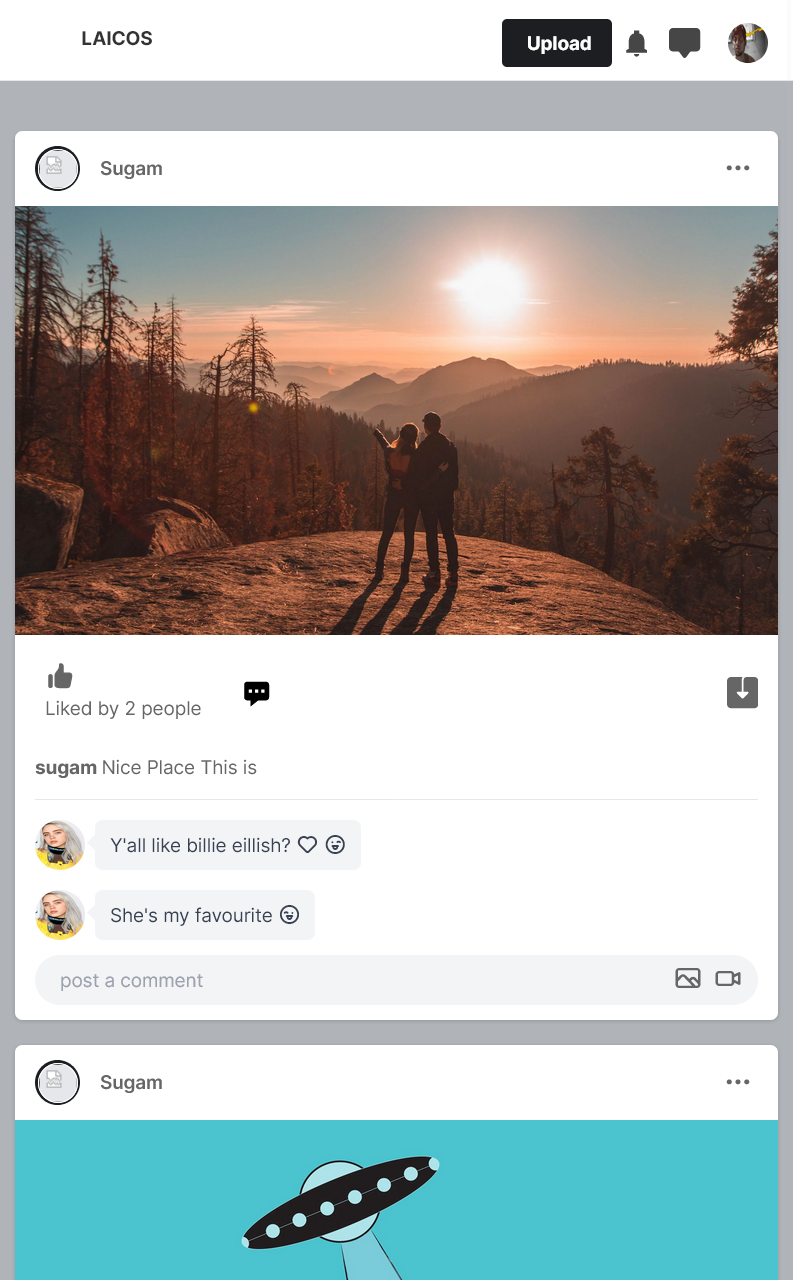 LAICOS
Upload
Sugam
Liked by 2 people
sugam Nice Place This is
Y'all like billie eillish?
She's my favourite
post a comment
Sugam